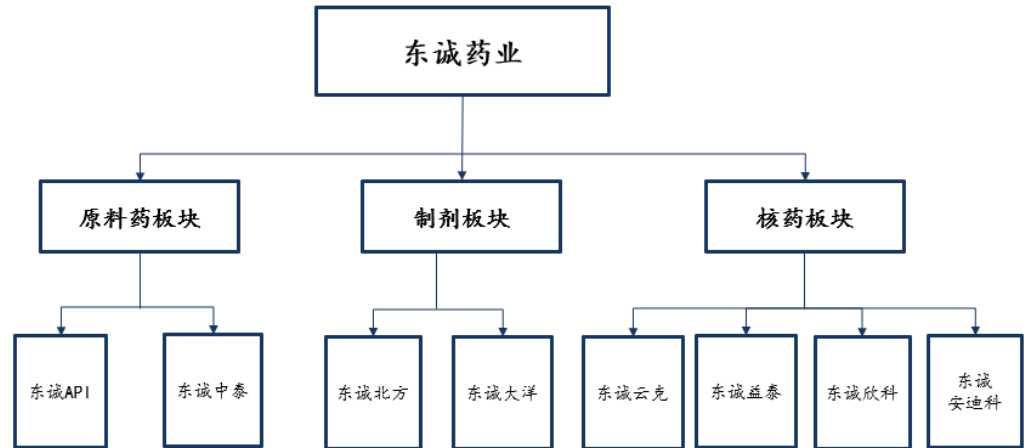 东诚药业
原料药板块
制剂板块
核药板块
东诚API
东诚中泰
东诚北方
东诚大洋
东诚云克
东诚益泰
东诚欣科
东诚
安迪科